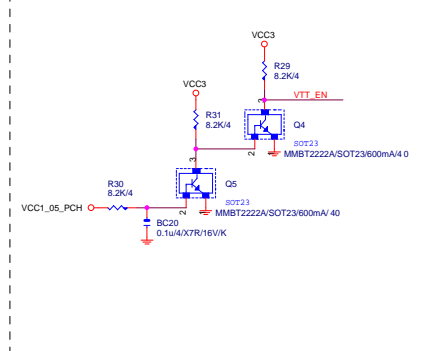 VCC3
R29
8.2K/4
VCC3
VTT_EN
3
R31
8.2K/4
Q4
2
SOT23
MMBT2222A/SOT23/600mA/4 0
3
R30
8.2K/4
Q5
2
SOT23
VCC1_05_PCH
MMBT2222A/SOT23/600mA/ 40
BC20
0.1u/4/X7R/16V/K